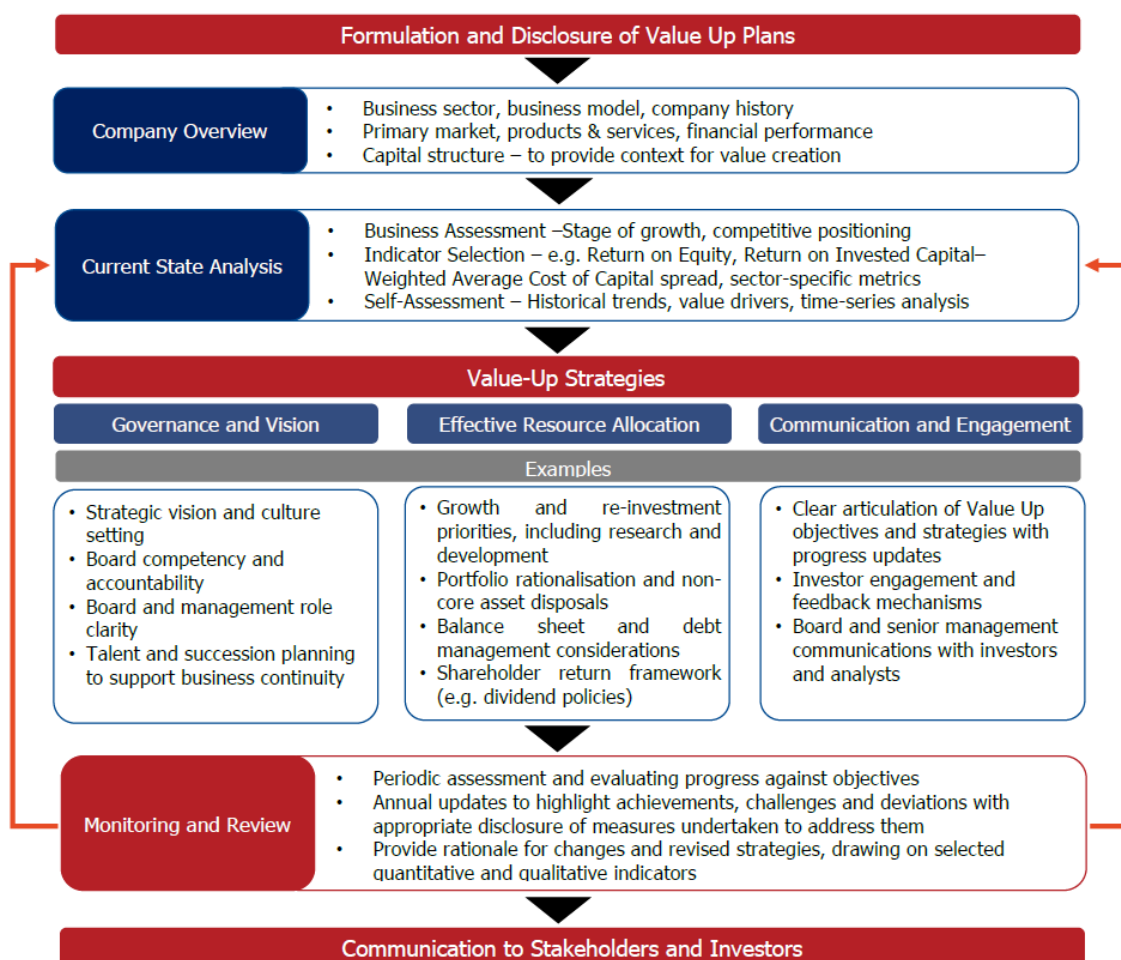 Formulation and Disclosure of Value Up Plans
Company Overview
• Business sector, business model, company history
• Primary market, products & services, financial performance
• Capital structure – to provide context for value creation
Current State Analysis
• Business Assessment –Stage of growth, competitive positioning
• Indicator Selection – e.g. Return on Equity, Return on Invested Capital–
Weighted Average Cost of Capital spread, sector-specific metrics
• Self-Assessment – Historical trends, value drivers, time-series analysis
Value-Up Strategies
Governance and Vision
Effective Resource Allocation
Communication and Engagement
Examples
• Strategic vision and culture
setting
• Board competency and
accountability
• Board and management role
clarity
• Talent and succession planning
to support business continuity
• Growth and re-investment
priorities, including research and
development
• Portfolio rationalisation and non-
core asset disposals
• Balance sheet and debt
management considerations
• Shareholder return framework
(e.g. dividend policies)
• Clear articulation of Value Up
objectives and strategies with
progress updates
• Investor engagement and
feedback mechanisms
• Board and senior management
communications with investors
and analysts
Monitoring and Review
• Periodic assessment and evaluating progress against objectives
• Annual updates to highlight achievements, challenges and deviations with
appropriate disclosure of measures undertaken to address them
• Provide rationale for changes and revised strategies, drawing on selected
quantitative and qualitative indicators
Communication to Stakeholders and Investors